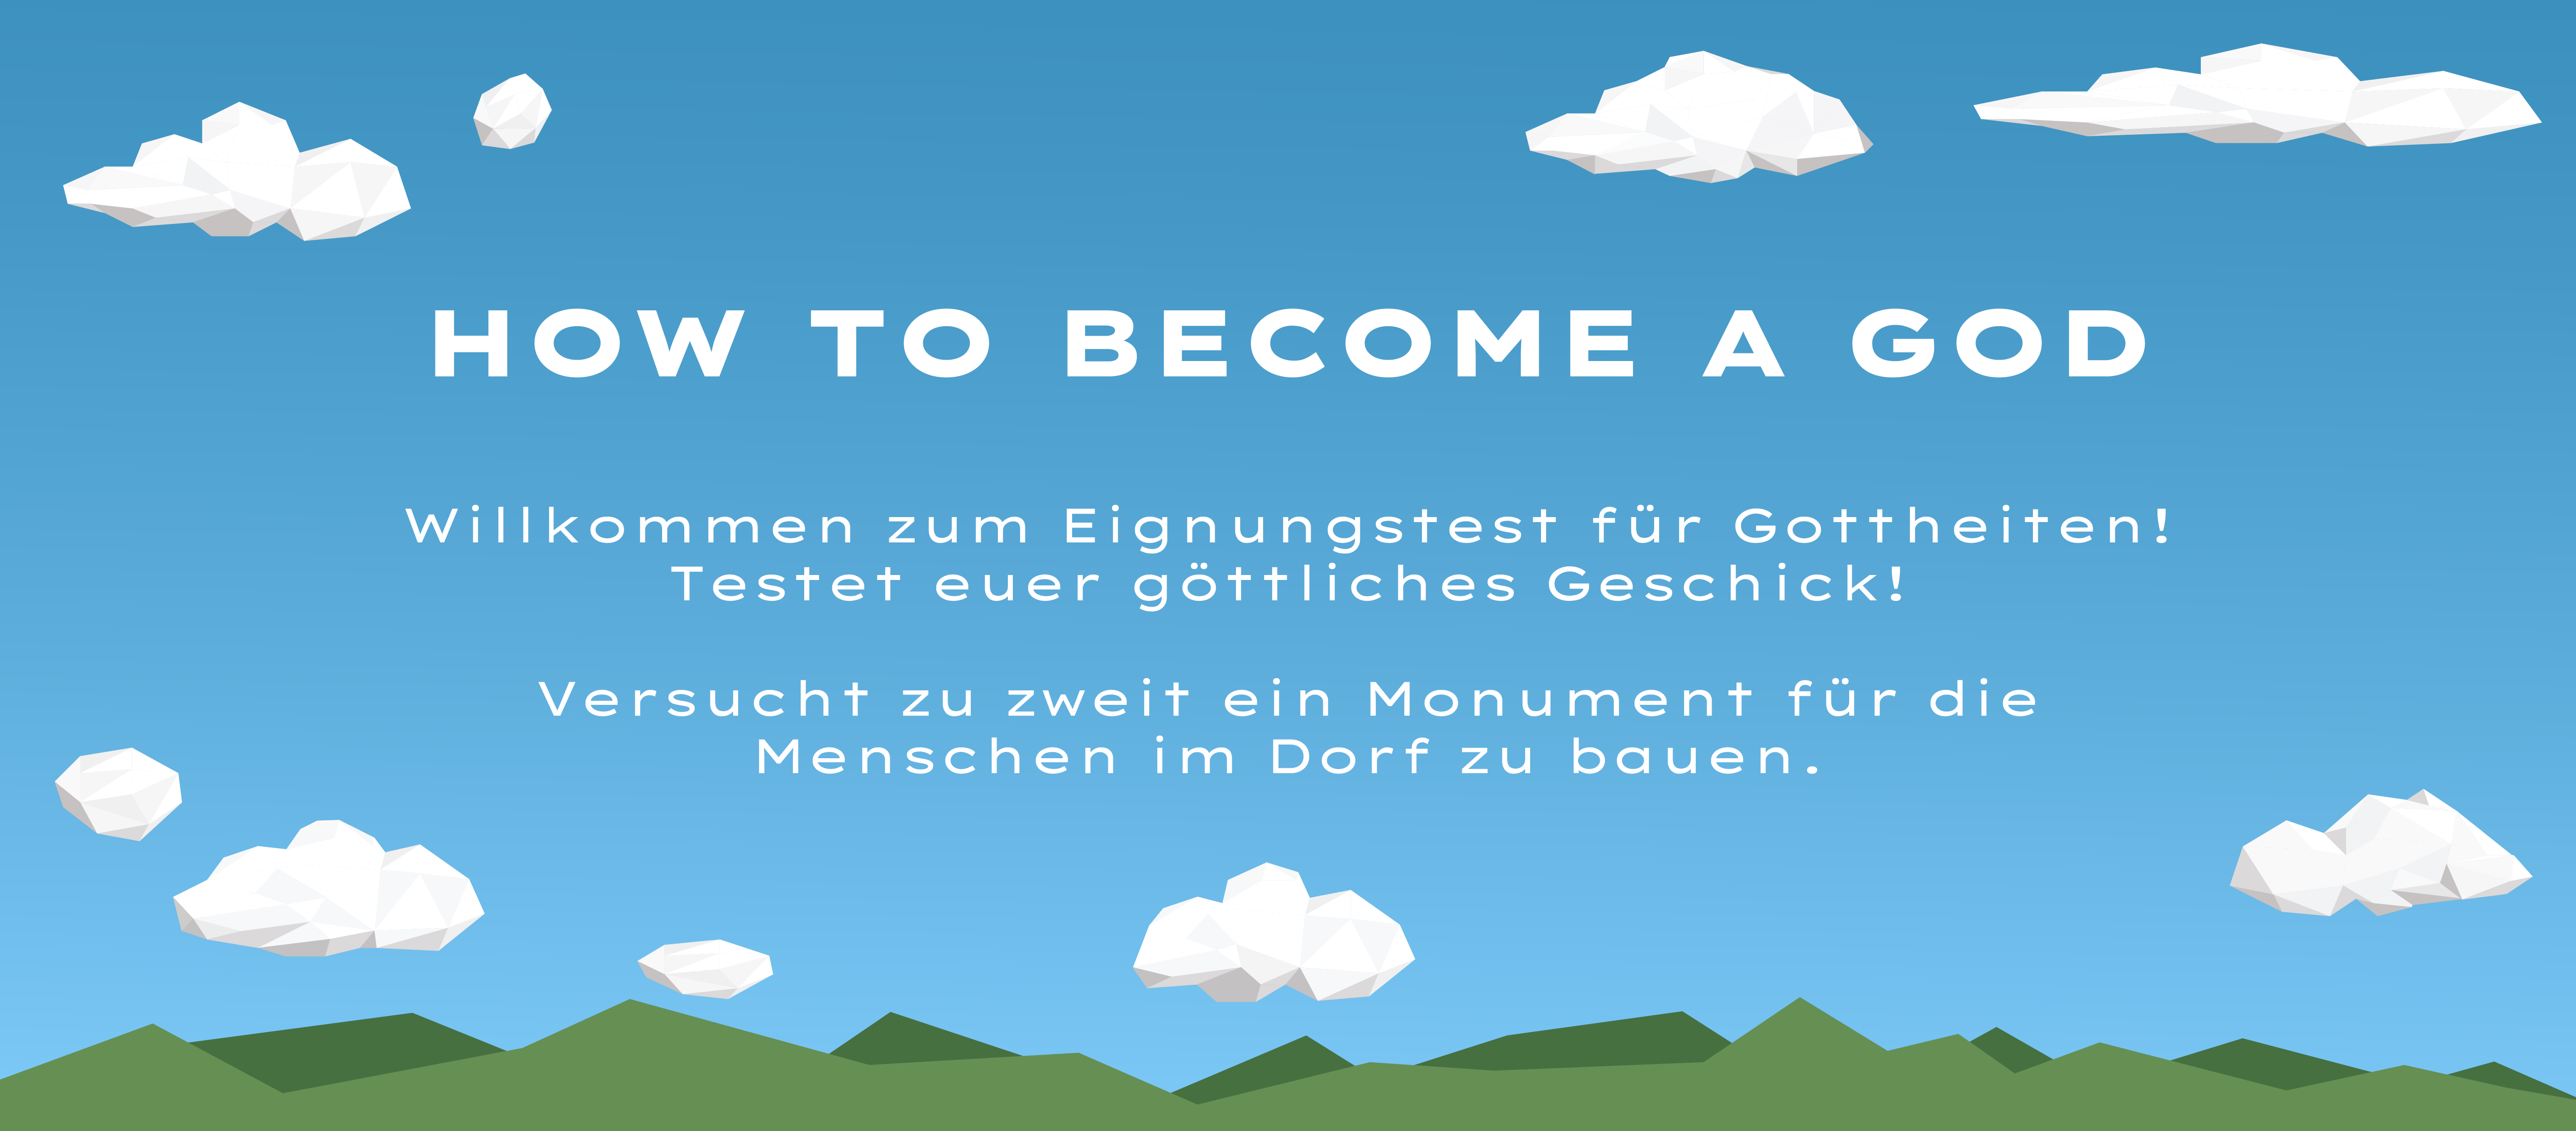 HOW TO BECOME A GOD
Willkommen zum Eignungstest für Gottheiten!
Testet euer göttliches Geschick!
Versucht zu zweit ein Monument für die
Menschen im Dorf zu bauen.